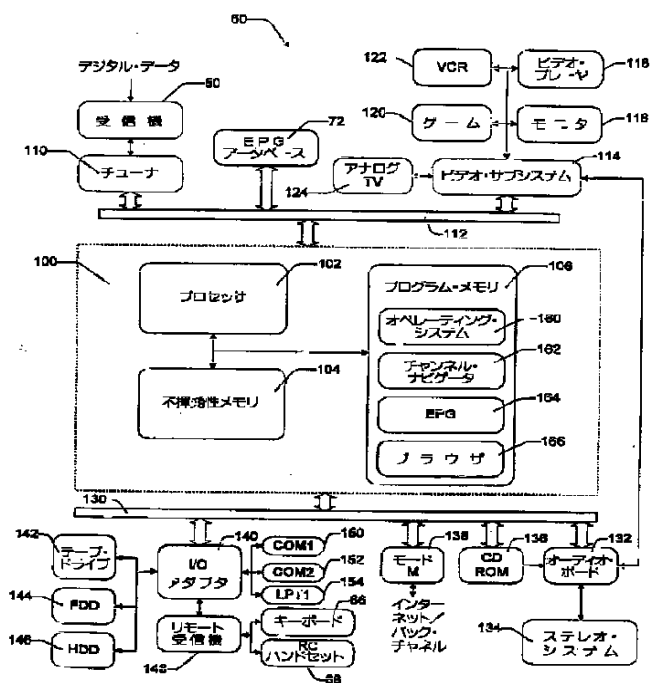 60
デジタル・データ
受信機
チューナ
110
EPG
データベース
72
122
VCR
ビデオ・
プレーヤ
120
ゲーム
モニタ
118
アナログ
TV
124
ビデオ・サブシステム
114
112
100
プロセッサ
102
不揮発性メモリ
104
プログラム・メモリ
106
オペレーティング・
システム
160
チャンネル・
ナビゲータ
162
EPG
164
ブラウザ
166
130
142
テープ・
ドライブ
144
FDD
146
HDD
I/O
アダプタ
140
COM1
150
COM2
152
LPT1
154
リモート
受信機
148
キーボード
66
RC
ハンドセット
68
モード
M
138
インター
ネット/
バック・
チャネル
CD
ROM
136
オーディオ・
ボード
132
134
ステレオ・
システム